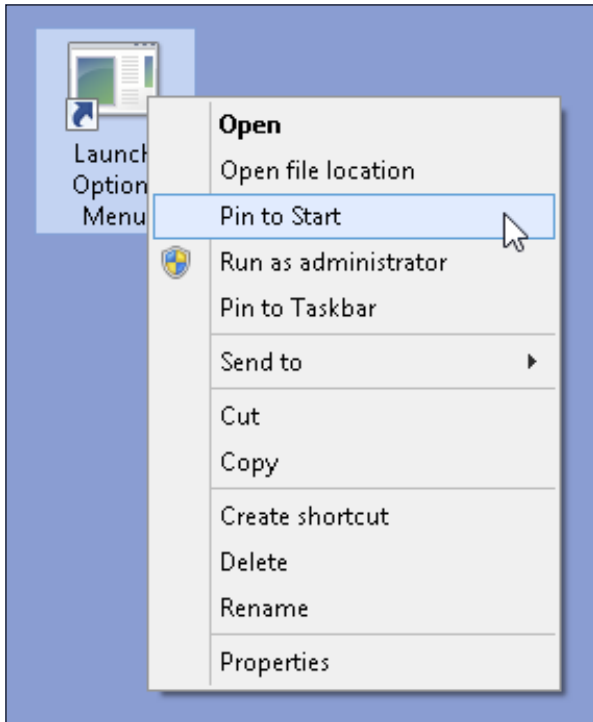 Launch
Option
Menu
Open
Open file location
Pin to Start
Run as administrator
Pin to Taskbar
Send to
Cut
Copy
Create shortcut
Delete
Rename
Properties